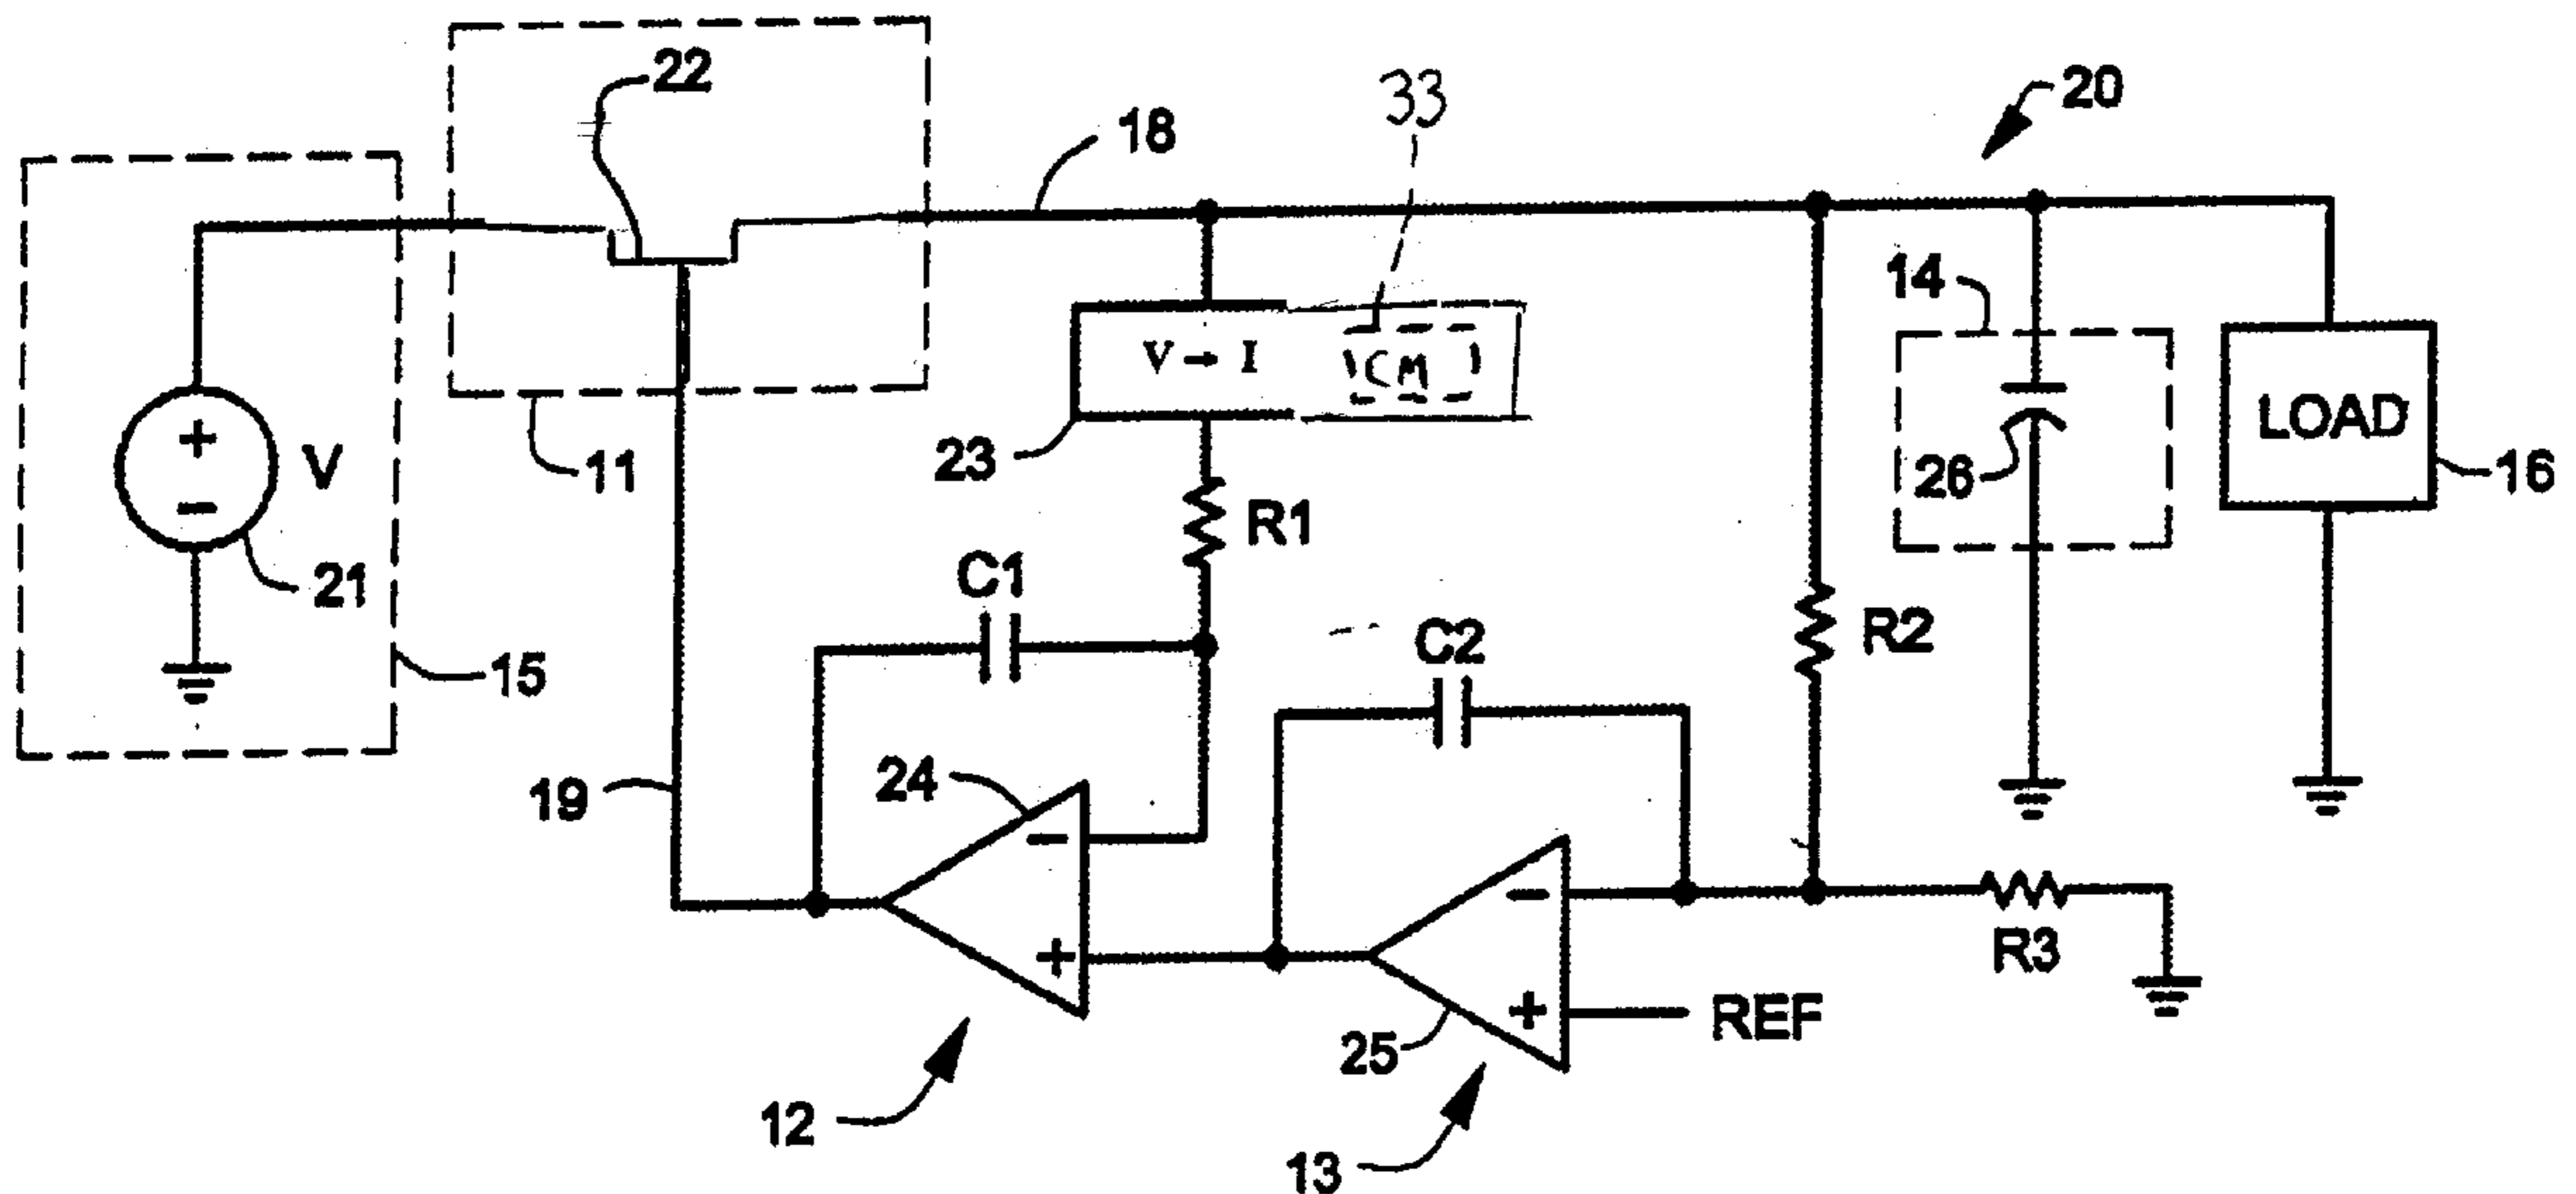 22
33
20
18
14
V → I
CM
+
−
V
23
26
LOAD
16
11
R1
21
C1
C2
R2
15
19
24
−
−
+
R3
+
REF
25
12
13